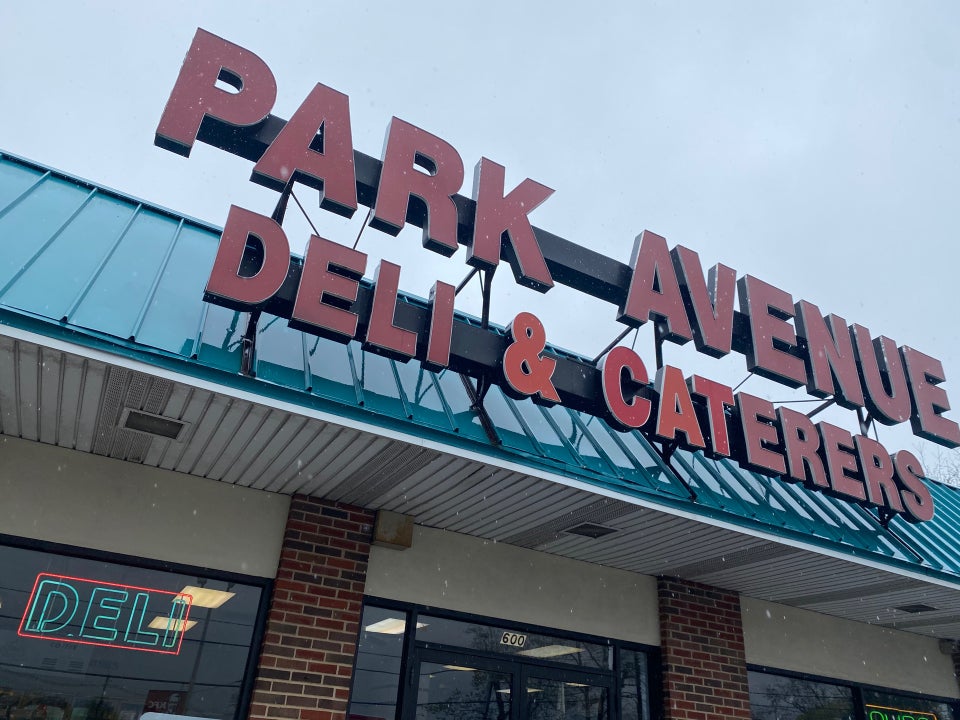 PARK AVENUE
DELI & CATERERS
DELI
600